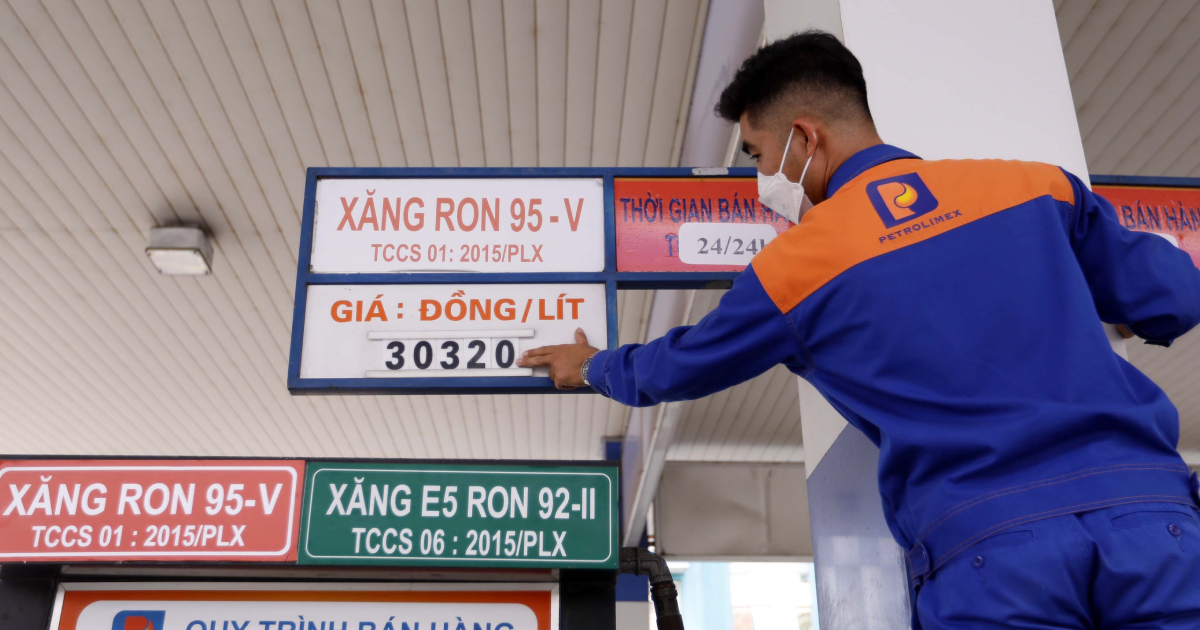 XĂNG RON 95 - V
TCCS 01: 2015/PLX
THỜI GIAN BÁN
24/24
GIÁ : ĐỒNG/LÍT
30320
PETROLIMEX
BÁN HÀN
XĂNG RON 95-V
TCCS 01 : 2015/PLX
XĂNG E5 RON 92-II
TCCS 06 : 2015/PLX
QUY TRÌNH BÁN HÀNG